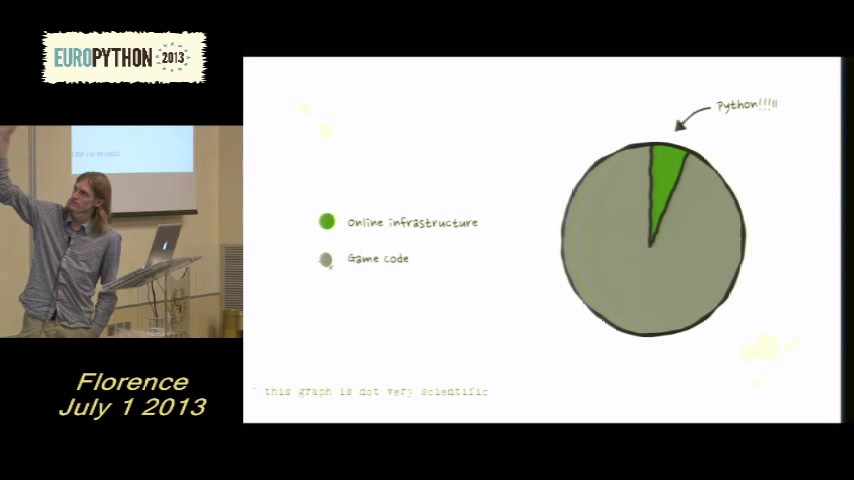 EUROPYTHON 2013
Python!!!!!
Online infrastructure
Game code
* this graph is not very scientific
Florence
July 1 2013